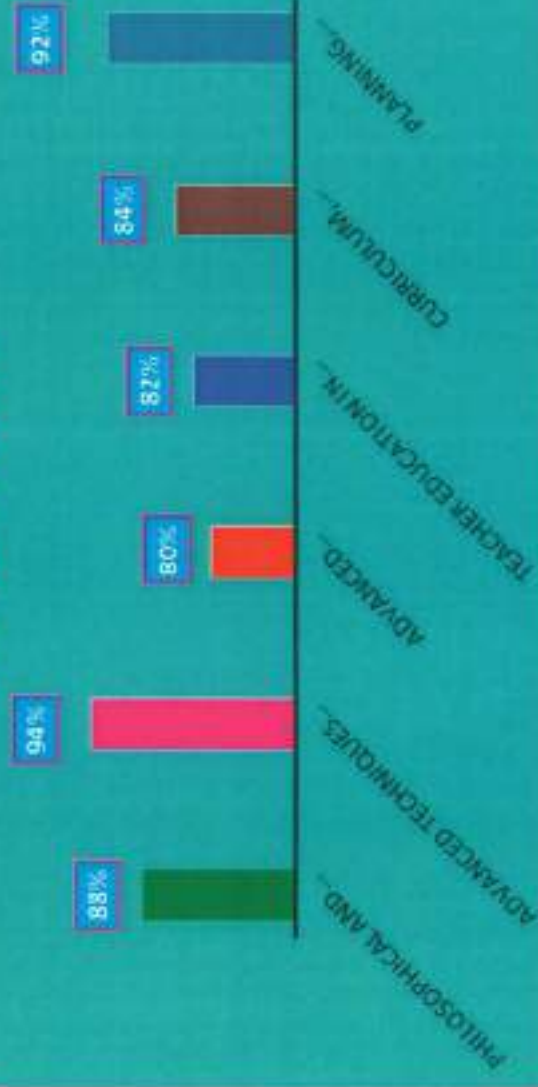 88%
94%
80%
82%
84%
92%
PHILOSOPHICAL AND...
ADVANCED TECHNIQUES...
ADVANCED...
TEACHER EDUCATION IN...
CURRICULUM,...
PLANNING...